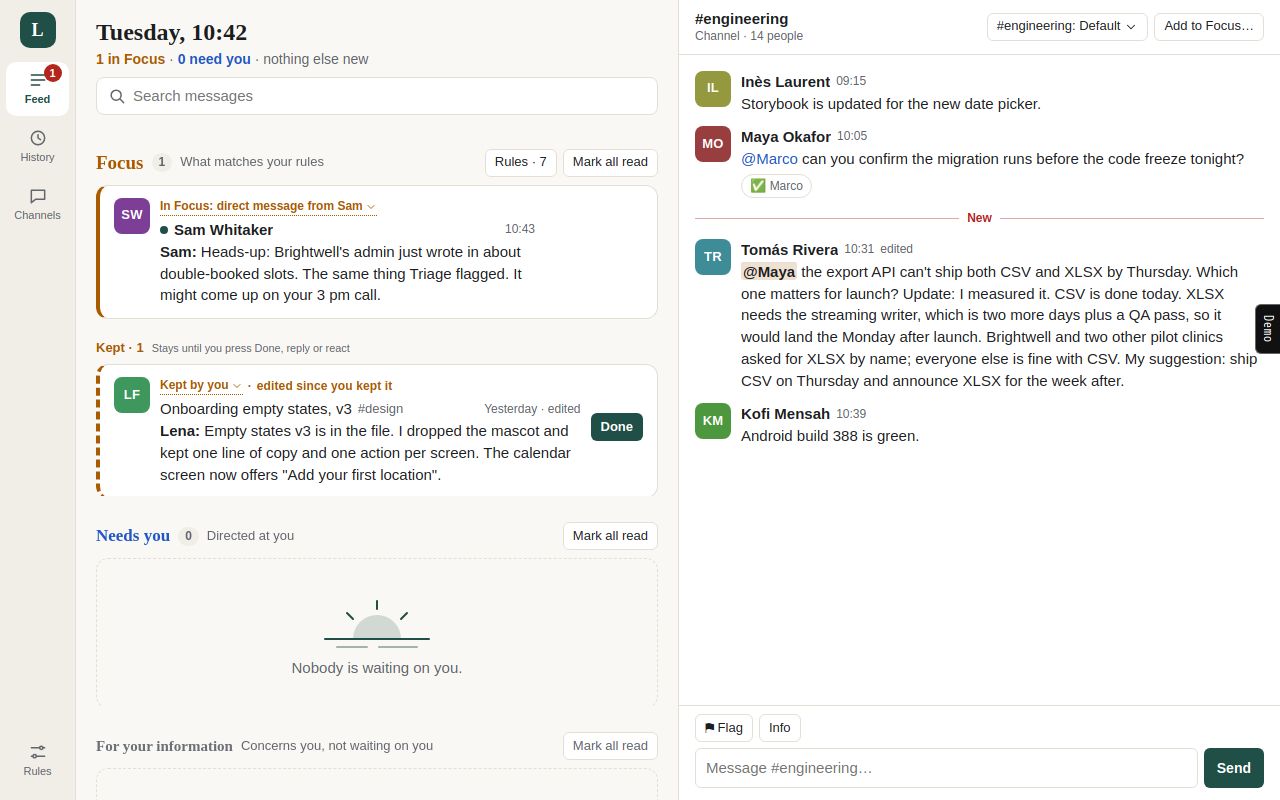 L
1
Feed
History
Channels
Rules
Tuesday, 10:42
1 in Focus · 0 need you · nothing else new
Search messages
Focus 1 What matches your rules Rules · 7 Mark all read
SW
In Focus: direct message from Sam
Sam Whitaker 10:43
Sam: Heads-up: Brightwell's admin just wrote in about
double-booked slots. The same thing Triage flagged. It
might come up on your 3 pm call.
Kept · 1 Stays until you press Done, reply or react
LF
Kept by you · edited since you kept it
Onboarding empty states, v3 #design Yesterday · edited
Lena: Empty states v3 is in the file. I dropped the mascot and
kept one line of copy and one action per screen. The calendar
screen now offers "Add your first location".
Done
Needs you 0 Directed at you Mark all read
Nobody is waiting on you.
For your information Concerns you, not waiting on you Mark all read
#engineering
Channel · 14 people
#engineering: Default Add to Focus…
IL
Inès Laurent 09:15
Storybook is updated for the new date picker.
MO
Maya Okafor 10:05
@Marco can you confirm the migration runs before the code freeze tonight?
✅ Marco
New
TR
Tomás Rivera 10:31 edited
@Maya the export API can't ship both CSV and XLSX by Thursday. Which
one matters for launch? Update: I measured it. CSV is done today. XLSX
needs the streaming writer, which is two more days plus a QA pass, so it
would land the Monday after launch. Brightwell and two other pilot clinics
asked for XLSX by name; everyone else is fine with CSV. My suggestion: ship
CSV on Thursday and announce XLSX for the week after.
KM
Kofi Mensah 10:39
Android build 388 is green.
Demo
Flag Info
Message #engineering…
Send